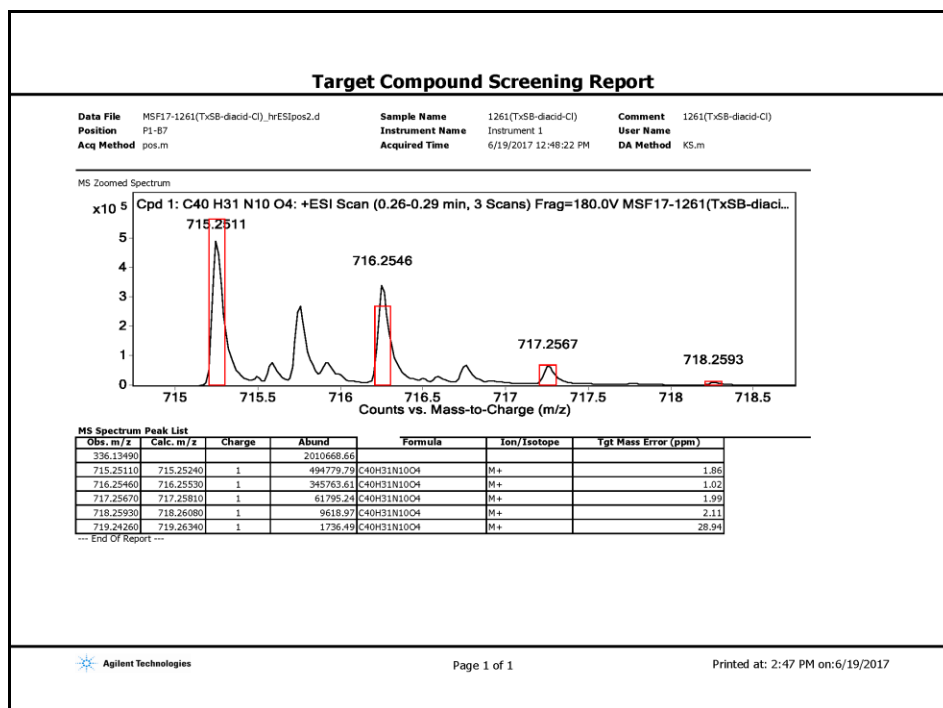 Target Compound Screening Report
Data File MSF17-1261(TxSB-diacid-Cl)_hrESIpos2.d Sample Name 1261(TxSB-diacid-Cl) Comment 1261(TxSB-diacid-Cl)
Position P1-B7 Instrument Name Instrument 1 User Name
Acq Method pos.m Acquired Time 6/19/2017 12:48:22 PM DA Method KS.m
MS Zoomed Spectrum
x10 5 Cpd 1: C40 H31 N10 O4: +ESI Scan (0.26-0.29 min, 3 Scans) Frag=180.0V MSF17-1261(TxSB-diaci...
715.2511
5
716.2546
4
3
2
717.2567
1
718.2593
0
715 715.5 716 716.5 717 717.5 718 718.5
Counts vs. Mass-to-Charge (m/z)
MS Spectrum Peak List
Obs. m/z Calc. m/z Charge Abund Formula Ion/Isotope Tgt Mass Error (ppm)
336.13490 2010668.66
715.25110 715.25240 1 494779.79 C40H31N10O4 M+ 1.86
716.25460 716.25530 1 345763.61 C40H31N10O4 M+ 1.02
717.25670 717.25810 1 61795.24 C40H31N10O4 M+ 1.99
718.25930 718.26080 1 9618.97 C40H31N10O4 M+ 2.11
719.24260 719.26340 1 1736.49 C40H31N10O4 M+ 28.94
--- End Of Report ---
Agilent Technologies Page 1 of 1 Printed at: 2:47 PM on:6/19/2017